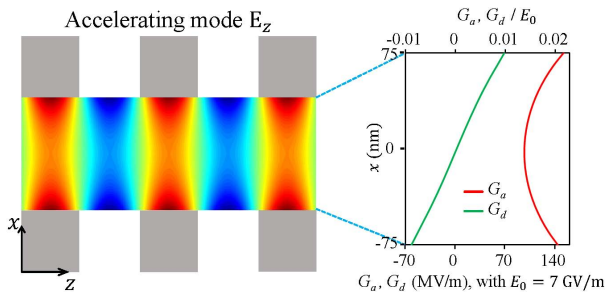 Accelerating mode E_z
x
z
G_a, G_d / E_0
-0.01 0 0.01 0.02
75
0
-75
x (nm)
G_a
G_d
-70 0 70 140
G_a, G_d (MV/m), with E_0 = 7 GV/m